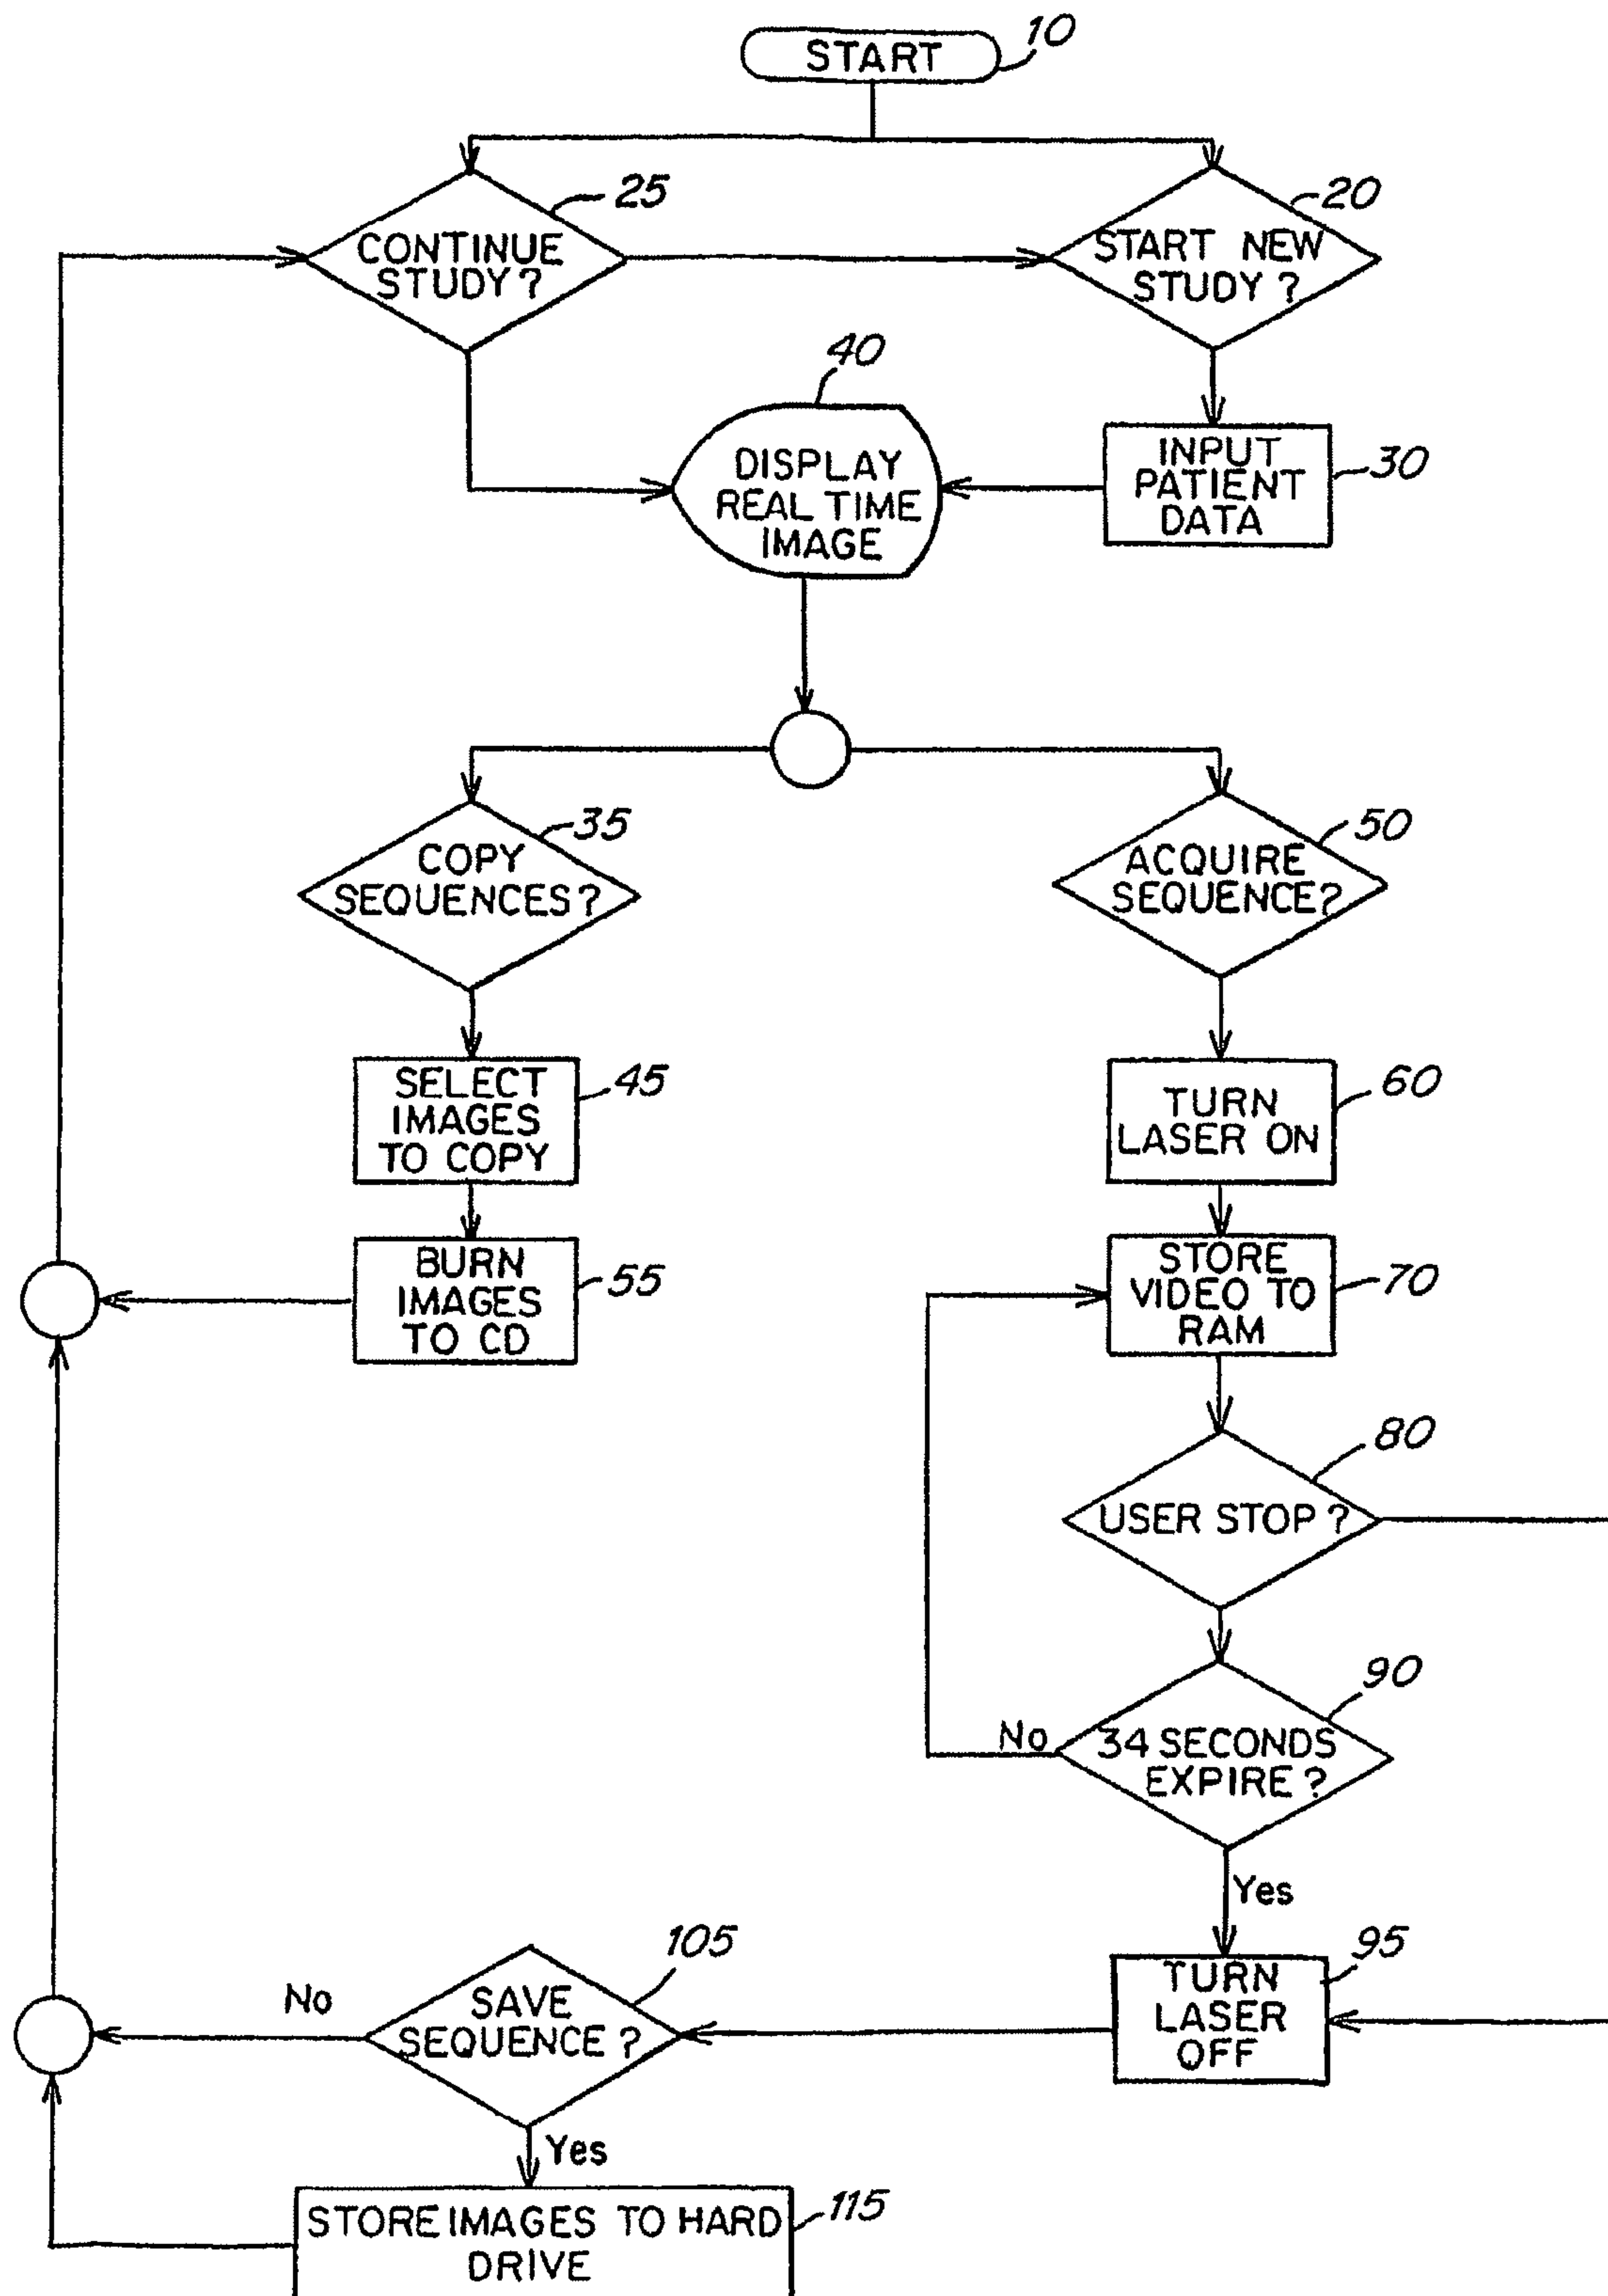 START
10
CONTINUE
STUDY?
25
START NEW
STUDY?
20
DISPLAY
REAL TIME
IMAGE
40
INPUT
PATIENT
DATA
30
COPY
SEQUENCES?
35
ACQUIRE
SEQUENCE?
50
SELECT
IMAGES
TO COPY
45
TURN
LASER ON
60
BURN
IMAGES
TO CD
55
STORE
VIDEO TO
RAM
70
USER STOP?
80
34 SECONDS
EXPIRE?
90
No
Yes
TURN
LASER
OFF
95
SAVE
SEQUENCE?
105
No
Yes
STORE IMAGES TO HARD
DRIVE
115